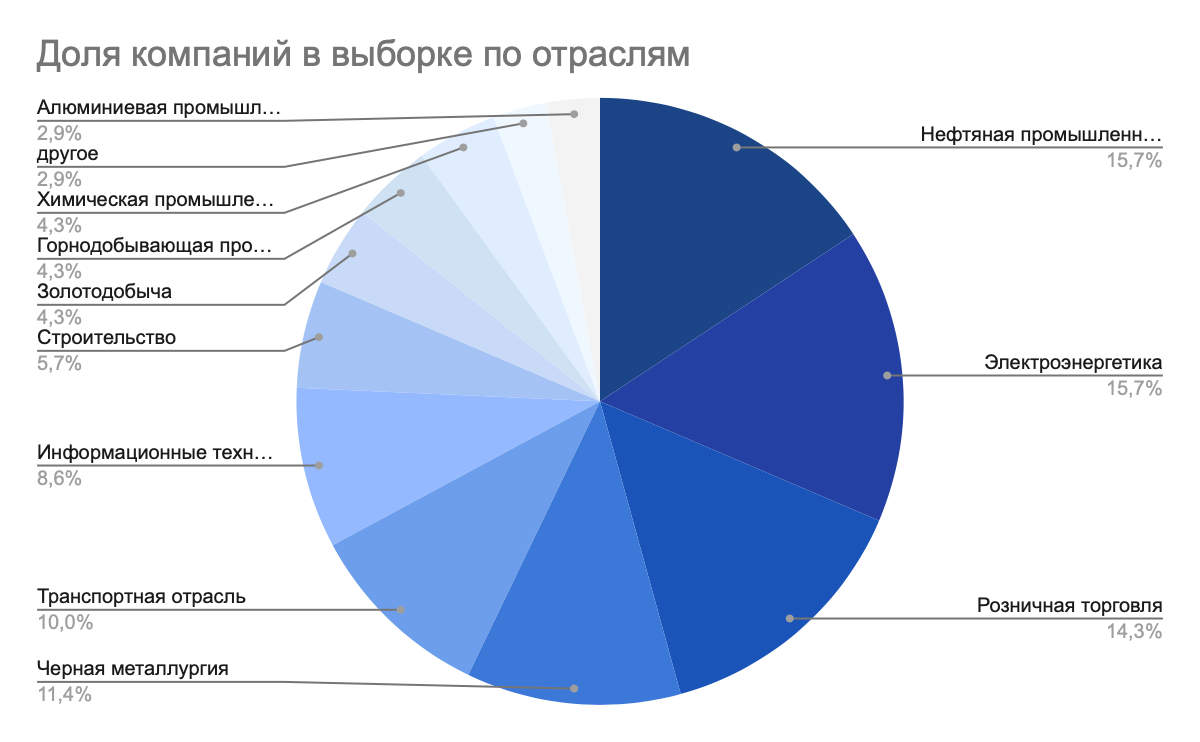 Доля компаний в выборке по отраслям
Алюминиевая промышл…
2,9%
другое
2,9%
Химическая промышле…
4,3%
Горнодобывающая про…
4,3%
Золотодобыча
4,3%
Строительство
5,7%
Информационные техн…
8,6%
Транспортная отрасль
10,0%
Черная металлургия
11,4%
Нефтяная промышленн…
15,7%
Электроэнергетика
15,7%
Розничная торговля
14,3%